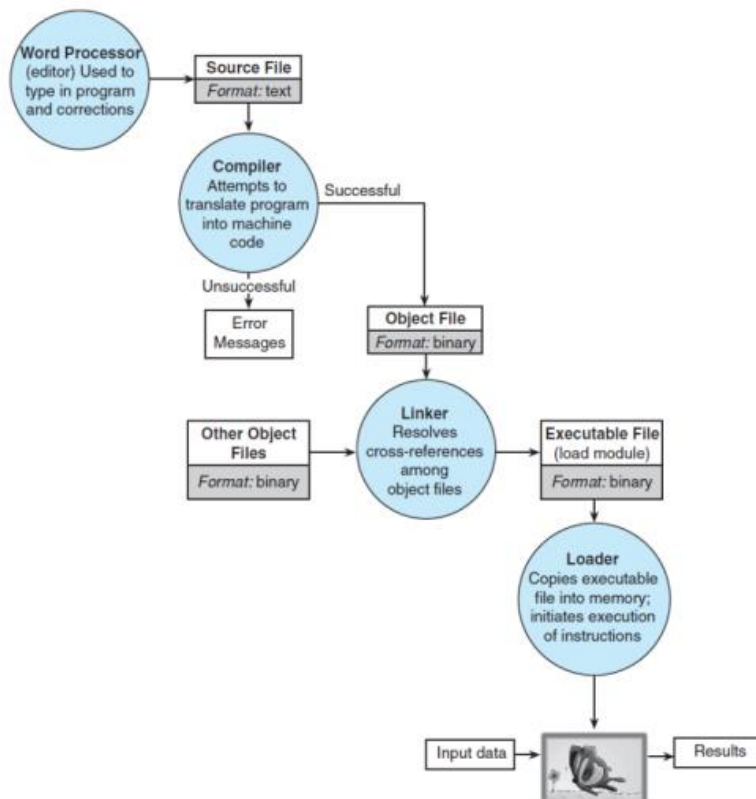 Word Processor
(editor) Used to
type in program
and corrections
Source File
Format: text
Compiler
Attempts to
translate program
into machine
code
Successful
Unsuccessful
Error
Messages
Object File
Format: binary
Other Object
Files
Format: binary
Linker
Resolves
cross-references
among
object files
Executable File
(load module)
Format: binary
Loader
Copies executable
file into memory;
initiates execution
of instructions
Input data
Results